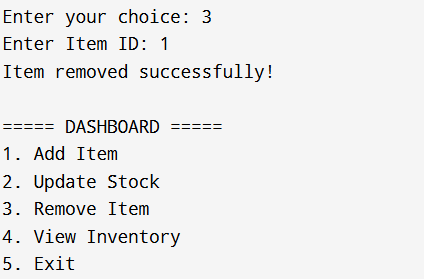 Enter your choice: 3
Enter Item ID: 1
Item removed successfully!
===== DASHBOARD =====
1. Add Item
2. Update Stock
3. Remove Item
4. View Inventory
5. Exit